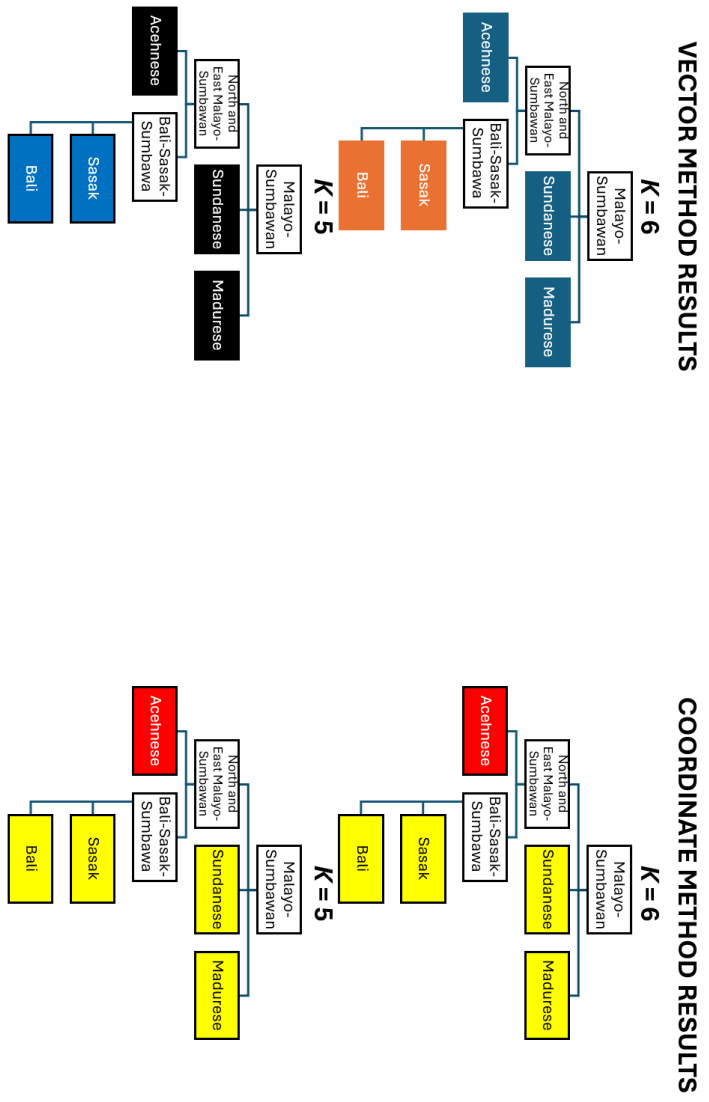 VECTOR METHOD RESULTS
K = 6
Malayo-
Sumbawan
North and
East Malayo-
Sumbawan
Sundanese
Madurese
Acehnese
Bali-Sasak-
Sumbawa
Sasak
Bali
K = 5
Malayo-
Sumbawan
North and
East Malayo-
Sumbawan
Sundanese
Madurese
Acehnese
Bali-Sasak-
Sumbawa
Sasak
Bali
COORDINATE METHOD RESULTS
K = 6
Malayo-
Sumbawan
North and
East Malayo-
Sumbawan
Sundanese
Madurese
Acehnese
Bali-Sasak-
Sumbawa
Sasak
Bali
K = 5
Malayo-
Sumbawan
North and
East Malayo-
Sumbawan
Sundanese
Madurese
Acehnese
Bali-Sasak-
Sumbawa
Sasak
Bali